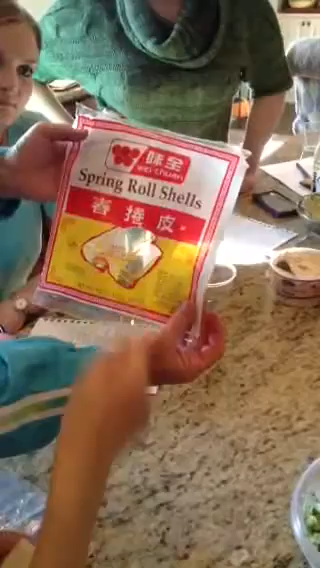 味全
wei-chuan
Spring Roll Shells
春捲皮